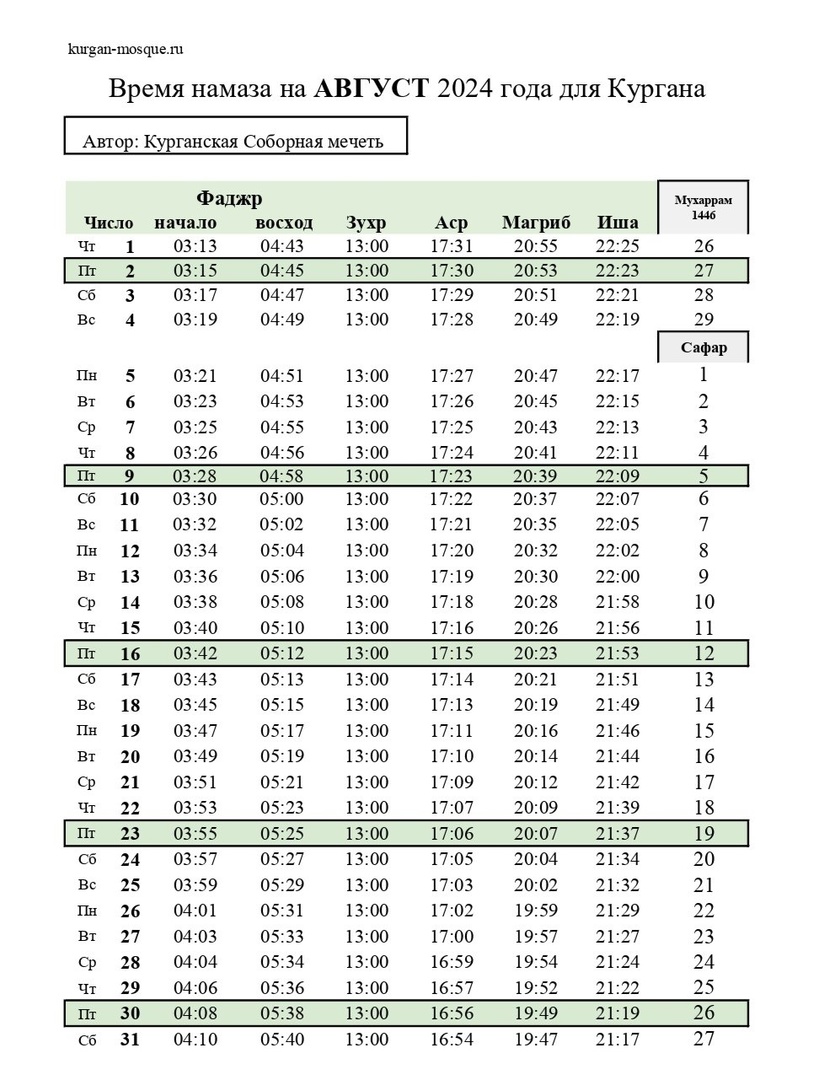 kurgan-mosque.ru
Время намаза на АВГУСТ 2024 года для Кургана
Автор: Курганская Соборная мечеть
Фаджр Мухаррам 1446
Число начало восход Зухр Аср Магриб Иша
Чт 1 03:13 04:43 13:00 17:31 20:55 22:25 26
Пт 2 03:15 04:45 13:00 17:30 20:53 22:23 27
Сб 3 03:17 04:47 13:00 17:29 20:51 22:21 28
Вс 4 03:19 04:49 13:00 17:28 20:49 22:19 29
Сафар
Пн 5 03:21 04:51 13:00 17:27 20:47 22:17 1
Вт 6 03:23 04:53 13:00 17:26 20:45 22:15 2
Ср 7 03:25 04:55 13:00 17:25 20:43 22:13 3
Чт 8 03:26 04:56 13:00 17:24 20:41 22:11 4
Пт 9 03:28 04:58 13:00 17:23 20:39 22:09 5
Сб 10 03:30 05:00 13:00 17:22 20:37 22:07 6
Вс 11 03:32 05:02 13:00 17:21 20:35 22:05 7
Пн 12 03:34 05:04 13:00 17:20 20:32 22:02 8
Вт 13 03:36 05:06 13:00 17:19 20:30 22:00 9
Ср 14 03:38 05:08 13:00 17:18 20:28 21:58 10
Чт 15 03:40 05:10 13:00 17:16 20:26 21:56 11
Пт 16 03:42 05:12 13:00 17:15 20:23 21:53 12
Сб 17 03:43 05:13 13:00 17:14 20:21 21:51 13
Вс 18 03:45 05:15 13:00 17:13 20:19 21:49 14
Пн 19 03:47 05:17 13:00 17:11 20:16 21:46 15
Вт 20 03:49 05:19 13:00 17:10 20:14 21:44 16
Ср 21 03:51 05:21 13:00 17:09 20:12 21:42 17
Чт 22 03:53 05:23 13:00 17:07 20:09 21:39 18
Пт 23 03:55 05:25 13:00 17:06 20:07 21:37 19
Сб 24 03:57 05:27 13:00 17:05 20:04 21:34 20
Вс 25 03:59 05:29 13:00 17:03 20:02 21:32 21
Пн 26 04:01 05:31 13:00 17:02 19:59 21:29 22
Вт 27 04:03 05:33 13:00 17:00 19:57 21:27 23
Ср 28 04:04 05:34 13:00 16:59 19:54 21:24 24
Чт 29 04:06 05:36 13:00 16:57 19:52 21:22 25
Пт 30 04:08 05:38 13:00 16:56 19:49 21:19 26
Сб 31 04:10 05:40 13:00 16:54 19:47 21:17 27